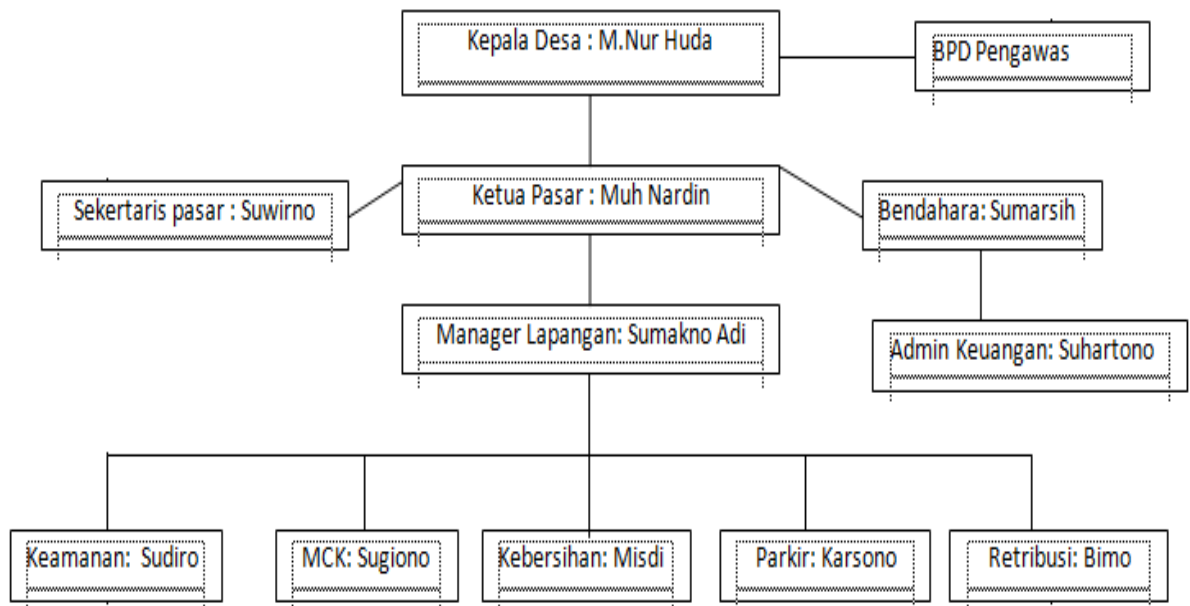 Kepala Desa : M.Nur Huda
BPD Pengawas
Sekertaris pasar : Suwirno
Ketua Pasar : Muh Nardin
Bendahara: Sumarsih
Manager Lapangan: Sumakno Adi
Admin Keuangan: Suhartono
Keamanan: Sudiro
MCK: Sugiono
Kebersihan: Misdi
Parkir: Karsono
Retribusi: Bimo